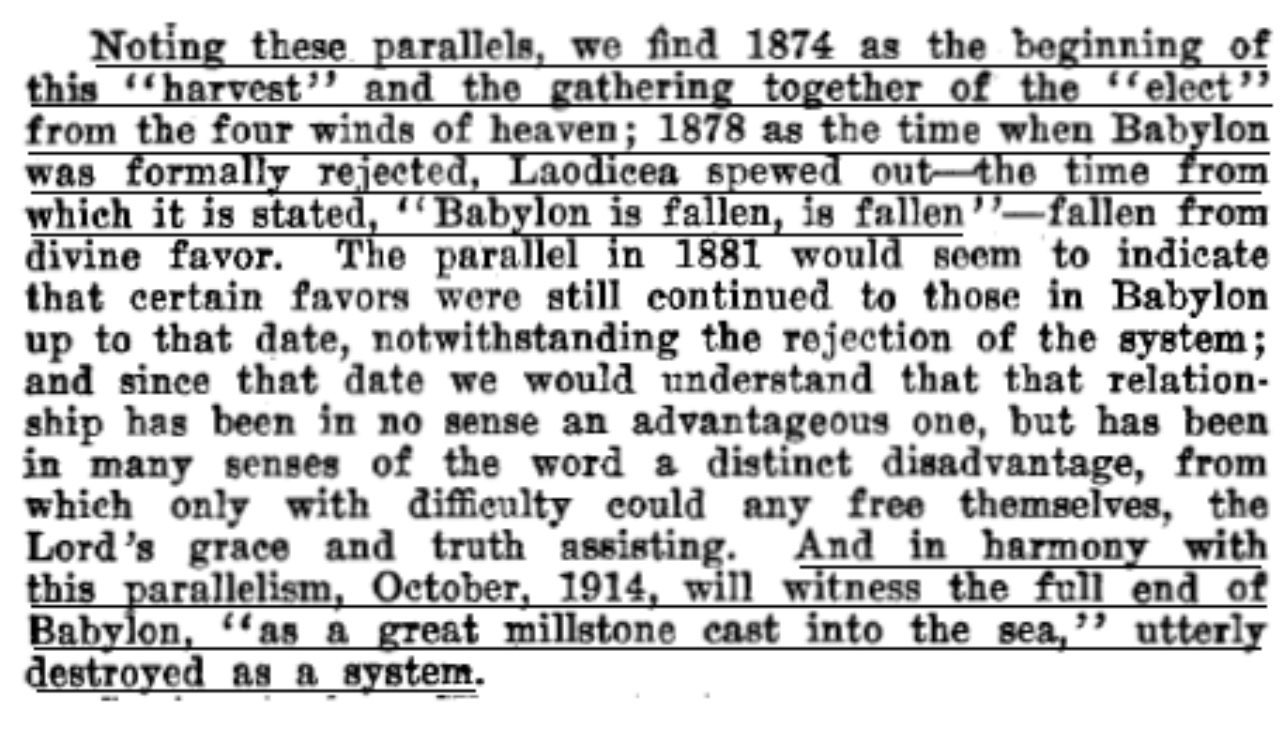 Noting these parallels, we find 1874 as the beginning of
this ‘‘harvest’’ and the gathering together of the ‘‘elect’’
from the four winds of heaven; 1878 as the time when Babylon
was formally rejected, Laodicea spewed out—the time from
which it is stated, ‘‘Babylon is fallen, is fallen’’—fallen from
divine favor. The parallel in 1881 would seem to indicate
that certain favors were still continued to those in Babylon
up to that date, notwithstanding the rejection of the system;
and since that date we would understand that that relation-
ship has been in no sense an advantageous one, but has been
in many senses of the word a distinct disadvantage, from
which only with difficulty could any free themselves, the
Lord's grace and truth assisting. And in harmony with
this parallelism, October, 1914, will witness the full end of
Babylon, ‘‘as a great millstone cast into the sea,’’ utterly
destroyed as a system.